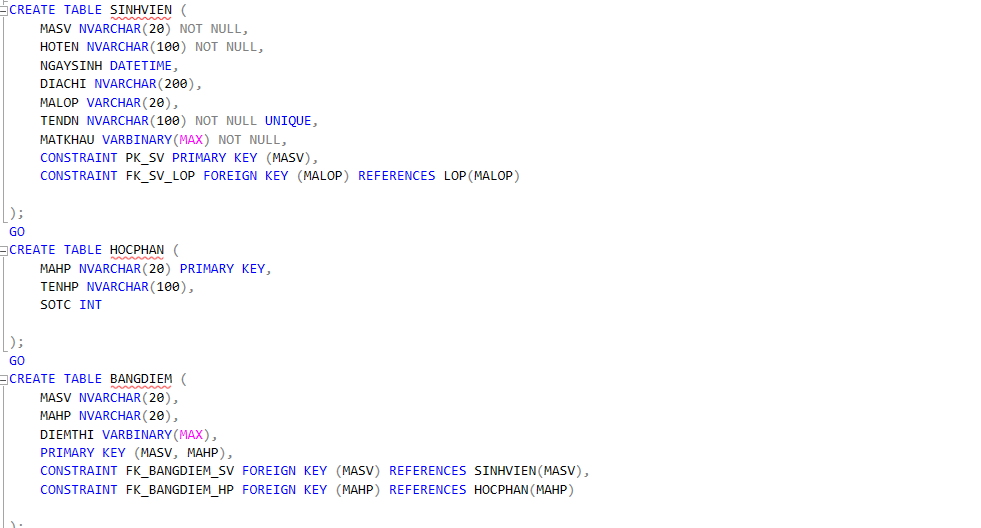 CREATE TABLE SINHVIEN (
    MASV NVARCHAR(20) NOT NULL,
    HOTEN NVARCHAR(100) NOT NULL,
    NGAYSINH DATETIME,
    DIACHI NVARCHAR(200),
    MALOP VARCHAR(20),
    TENDN NVARCHAR(100) NOT NULL UNIQUE,
    MATKHAU VARBINARY(MAX) NOT NULL,
    CONSTRAINT PK_SV PRIMARY KEY (MASV),
    CONSTRAINT FK_SV_LOP FOREIGN KEY (MALOP) REFERENCES LOP(MALOP)
);
GO
CREATE TABLE HOCPHAN (
    MAHP NVARCHAR(20) PRIMARY KEY,
    TENHP NVARCHAR(100),
    SOTC INT
);
GO
CREATE TABLE BANGDIEM (
    MASV NVARCHAR(20),
    MAHP NVARCHAR(20),
    DIEMTHI VARBINARY(MAX),
    PRIMARY KEY (MASV, MAHP),
    CONSTRAINT FK_BANGDIEM_SV FOREIGN KEY (MASV) REFERENCES SINHVIEN(MASV),
    CONSTRAINT FK_BANGDIEM_HP FOREIGN KEY (MAHP) REFERENCES HOCPHAN(MAHP)
);